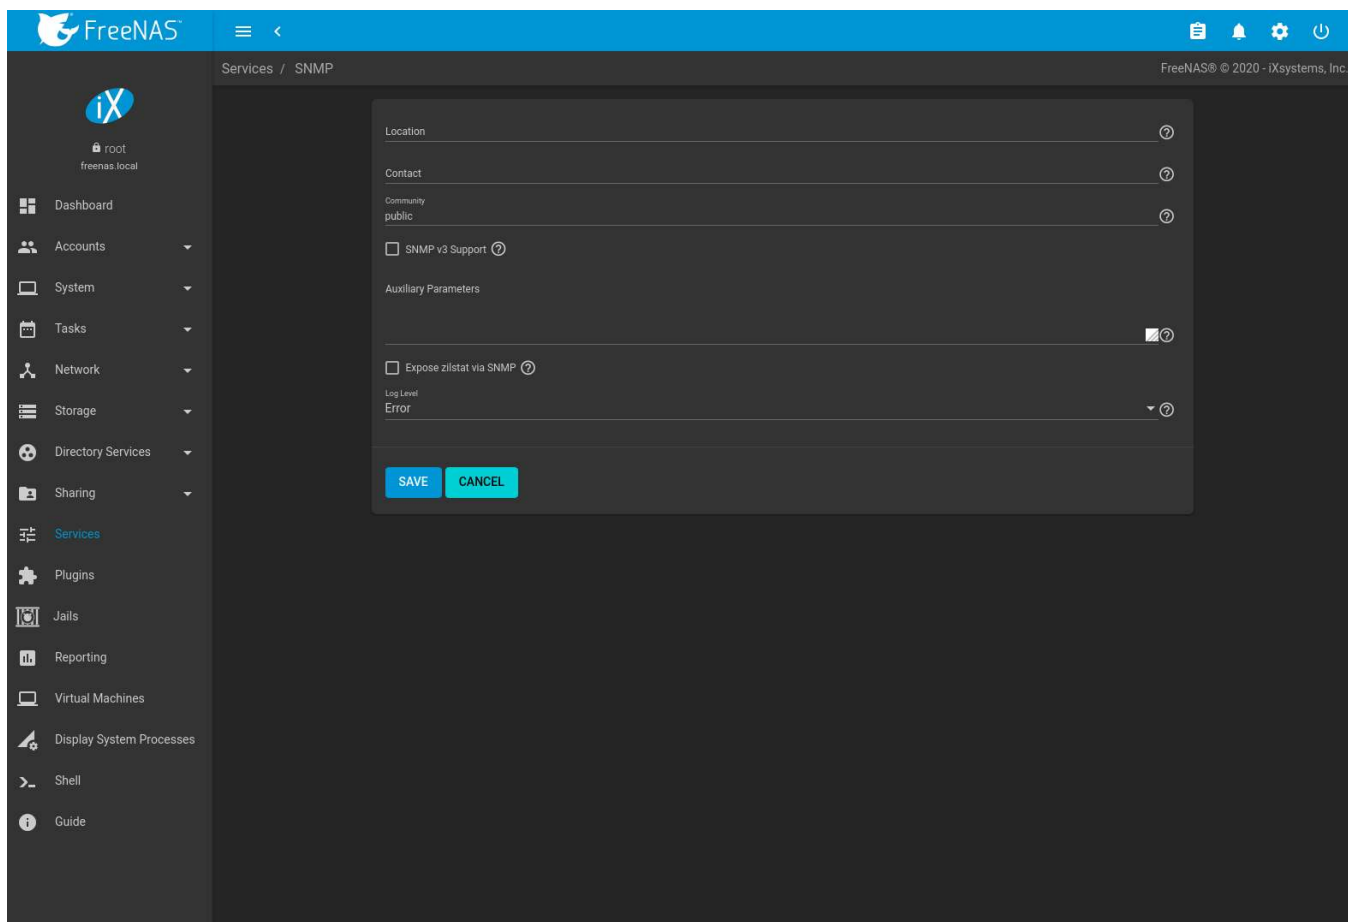 FreeNAS
Services / SNMP
FreeNAS® © 2020 - iXsystems, Inc.
iX
root
freenas.local
Dashboard
Accounts
System
Tasks
Network
Storage
Directory Services
Sharing
Services
Plugins
Jails
Reporting
Virtual Machines
Display System Processes
Shell
Guide
Location
Contact
Community
public
SNMP v3 Support
Auxiliary Parameters
Expose zilstat via SNMP
Log Level
Error
SAVE CANCEL